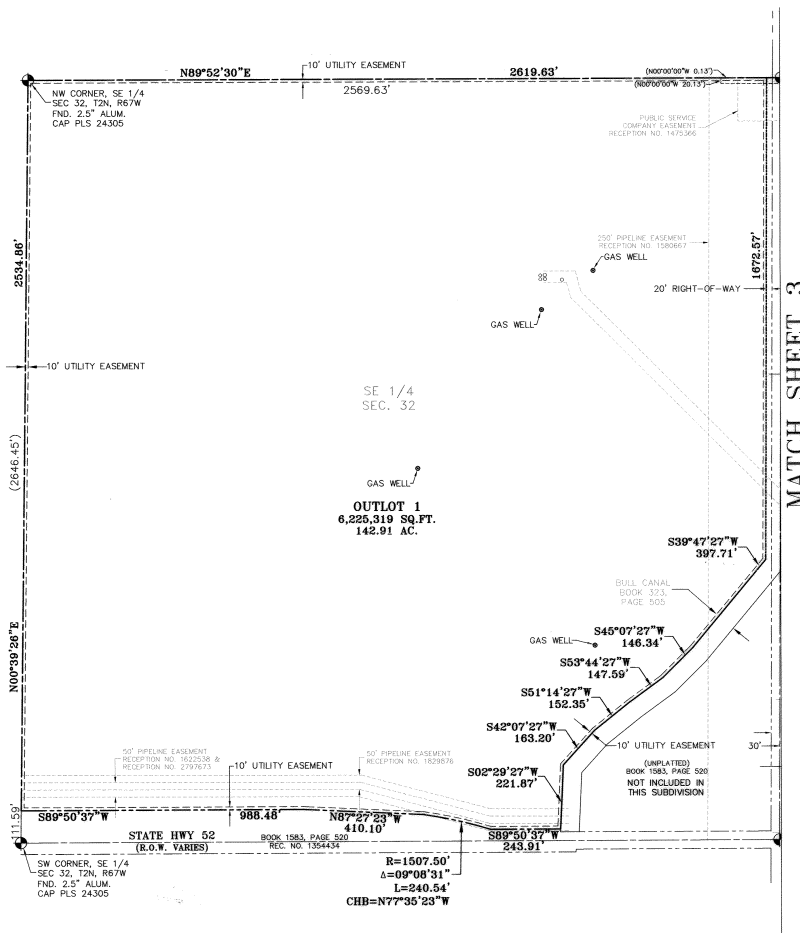 N89°52'30"E
10' UTILITY EASEMENT
2619.63'
(N00°00'00"W 0.13')
2569.63'
(N00°00'00"W 20.13')
NW CORNER, SE 1/4
SEC 32, T2N, R67W
FND. 2.5" ALUM.
CAP PLS 24305
PUBLIC SERVICE
COMPANY EASEMENT
RECEPTION NO. 1475366
2534.86'
250' PIPELINE EASEMENT
RECEPTION NO. 1580667
GAS WELL
1672.57'
20' RIGHT-OF-WAY
GAS WELL
MATCH SHEET 3
10' UTILITY EASEMENT
SE 1/4
SEC. 32
(2646.45')
GAS WELL
OUTLOT 1
6,225,319 SQ.FT.
142.91 AC.
S39°47'27"W
397.71'
BULL CANAL
BOOK 323,
PAGE 505
GAS WELL
S45°07'27"W
146.34'
S53°44'27"W
147.59'
N00°39'26"E
S51°14'27"W
152.35'
S42°07'27"W
163.20'
10' UTILITY EASEMENT
30'
50' PIPELINE EASEMENT
RECEPTION NO. 1622538 &
RECEPTION NO. 2797673
50' PIPELINE EASEMENT
RECEPTION NO. 1829876
10' UTILITY EASEMENT
(UNPLATTED)
BOOK 1583, PAGE 520
NOT INCLUDED IN
THIS SUBDIVISION
S02°29'27"W
221.87'
111.59'
S89°50'37"W
988.48'
N87°27'23"W
410.10'
S89°50'37"W
243.91'
STATE HWY 52
(R.O.W. VARIES)
BOOK 1583, PAGE 520
REC. NO. 1354434
SW CORNER, SE 1/4
SEC 32, T2N, R67W
FND. 2.5" ALUM.
CAP PLS 24305
R=1507.50'
Δ=09°08'31"
L=240.54'
CHB=N77°35'23"W